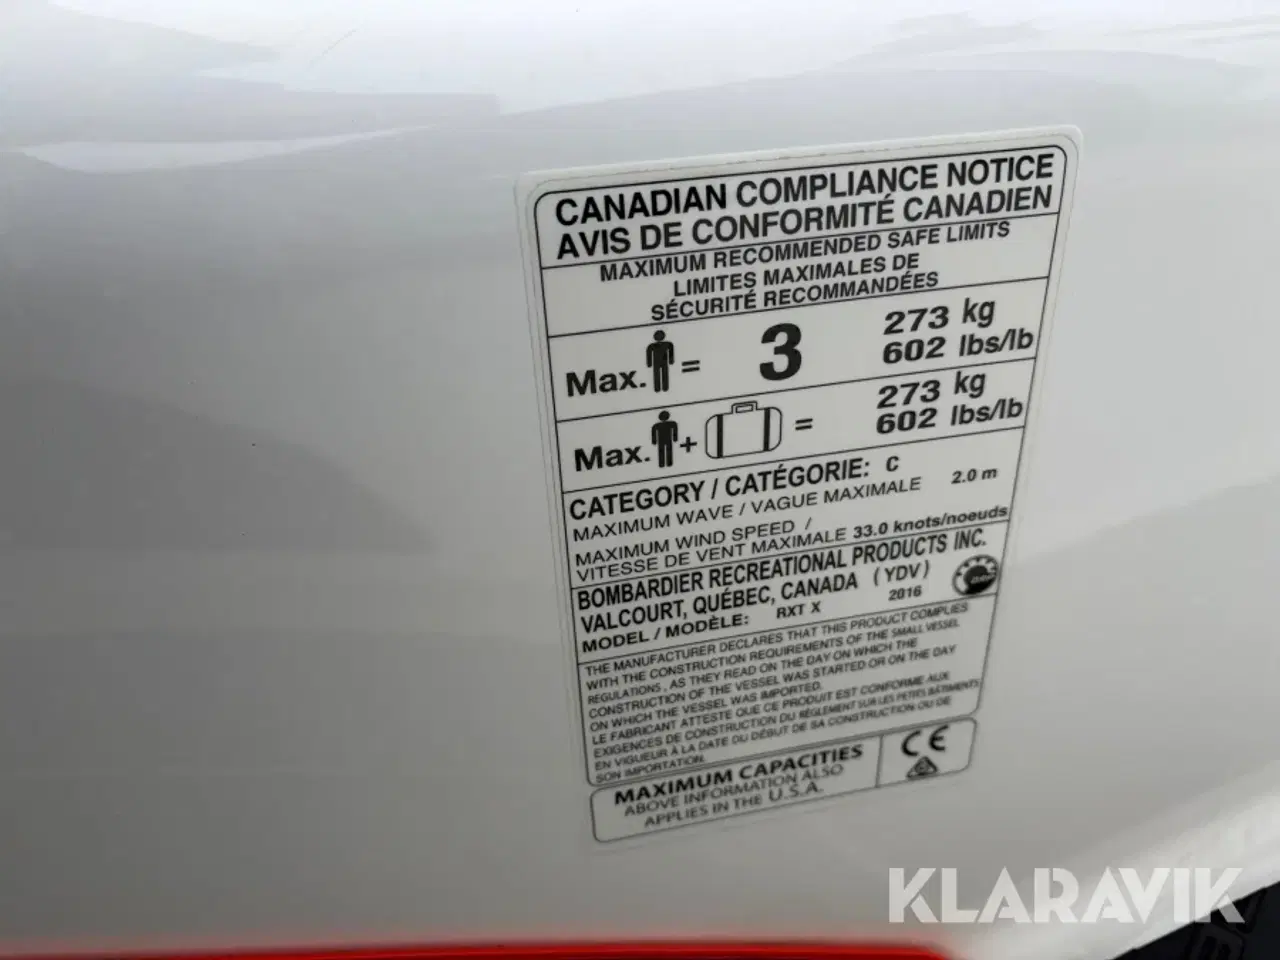 CANADIAN COMPLIANCE NOTICE
AVIS DE CONFORMITÉ CANADIEN
MAXIMUM RECOMMENDED SAFE LIMITS
LIMITES MAXIMALES DE
SÉCURITÉ RECOMMANDÉES
Max. = 3 273 kg
602 lbs/lb
Max. + = 273 kg
602 lbs/lb
CATEGORY / CATÉGORIE: C
MAXIMUM WAVE / VAGUE MAXIMALE 2.0 m
MAXIMUM WIND SPEED /
VITESSE DE VENT MAXIMALE 33.0 knots/noeuds
BOMBARDIER RECREATIONAL PRODUCTS INC.
VALCOURT, QUÉBEC, CANADA (YDV)
MODEL / MODÈLE: RXT X 2016
THE MANUFACTURER DECLARES THAT THIS PRODUCT COMPLIES
WITH THE CONSTRUCTION REQUIREMENTS OF THE SMALL VESSEL
REGULATIONS, AS THEY READ ON THE DAY ON WHICH THE
CONSTRUCTION OF THE VESSEL WAS STARTED OR ON THE DAY
ON WHICH THE VESSEL WAS IMPORTED.
LE FABRICANT ATTESTE QUE CE PRODUIT EST CONFORME AUX
EXIGENCES DE CONSTRUCTION DU RÈGLEMENT SUR LES PETITS BÂTIMENTS
EN VIGUEUR À LA DATE DU DÉBUT DE SA CONSTRUCTION OU DE
SON IMPORTATION.
MAXIMUM CAPACITIES CE
ABOVE INFORMATION ALSO
APPLIES IN THE U.S.A.
KLARAVIK